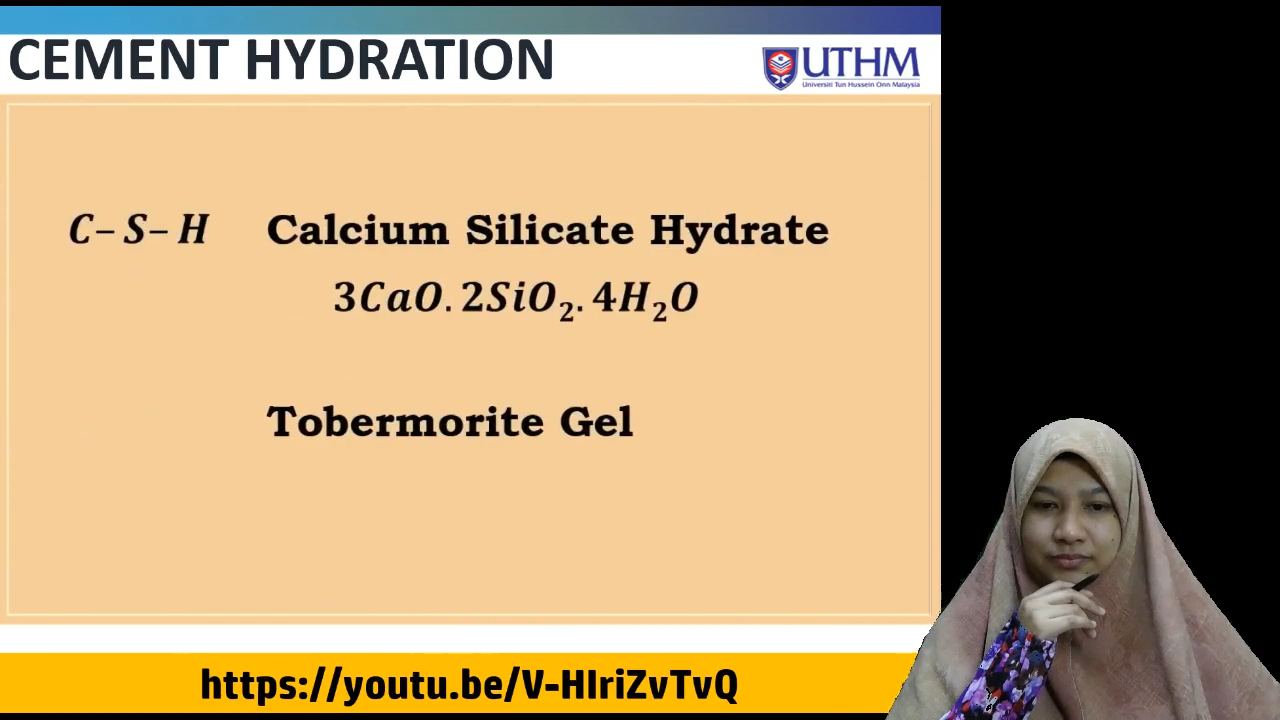 CEMENT HYDRATION
UTHM
Universiti Tun Hussein Onn Malaysia
C– S– H Calcium Silicate Hydrate
3CaO. 2SiO₂. 4H₂O
Tobermorite Gel
https://youtu.be/V-HIriZvTvQ